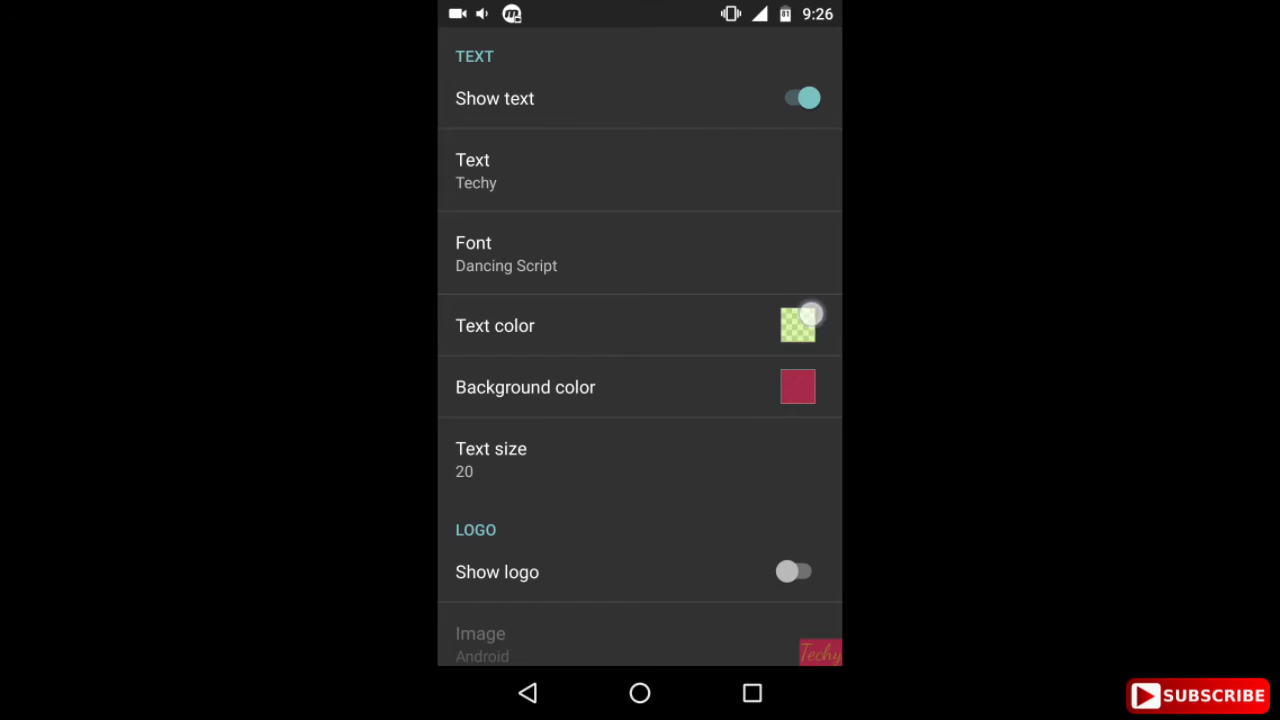 9:26
TEXT
Show text
Text
Techy
Font
Dancing Script
Text color
Background color
Text size
20
LOGO
Show logo
Image
Android
Techy
SUBSCRIBE